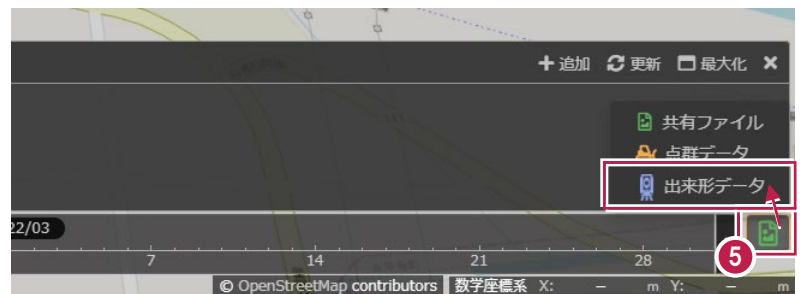 追加 更新 最大化
共有ファイル
点群データ
出来形データ
22/03
7 14 21 28
5
© OpenStreetMap contributors 数学座標系 X: – m Y: – m